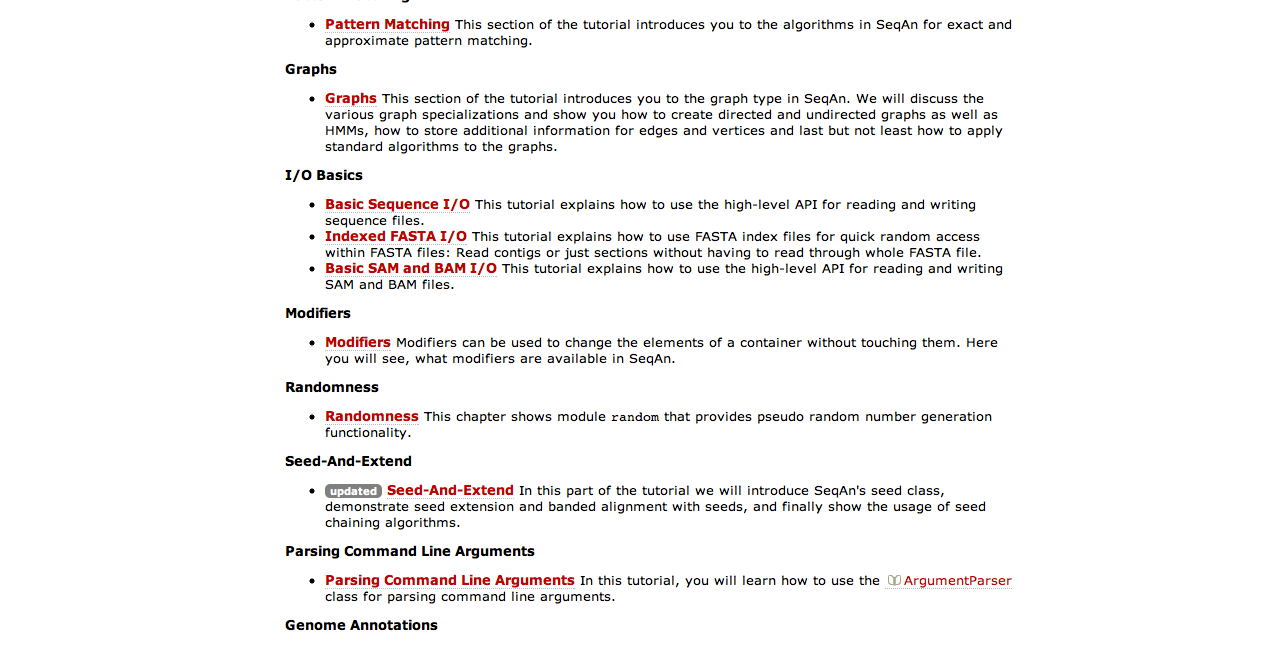 Pattern Matching This section of the tutorial introduces you to the algorithms in SeqAn for exact and
approximate pattern matching.
Graphs
Graphs This section of the tutorial introduces you to the graph type in SeqAn. We will discuss the
various graph specializations and show you how to create directed and undirected graphs as well as
HMMs, how to store additional information for edges and vertices and last but not least how to apply
standard algorithms to the graphs.
I/O Basics
Basic Sequence I/O This tutorial explains how to use the high-level API for reading and writing
sequence files.
Indexed FASTA I/O This tutorial explains how to use FASTA index files for quick random access
within FASTA files: Read contigs or just sections without having to read through whole FASTA file.
Basic SAM and BAM I/O This tutorial explains how to use the high-level API for reading and writing
SAM and BAM files.
Modifiers
Modifiers Modifiers can be used to change the elements of a container without touching them. Here
you will see, what modifiers are available in SeqAn.
Randomness
Randomness This chapter shows module random that provides pseudo random number generation
functionality.
Seed-And-Extend
updated Seed-And-Extend In this part of the tutorial we will introduce SeqAn's seed class,
demonstrate seed extension and banded alignment with seeds, and finally show the usage of seed
chaining algorithms.
Parsing Command Line Arguments
Parsing Command Line Arguments In this tutorial, you will learn how to use the ArgumentParser
class for parsing command line arguments.
Genome Annotations